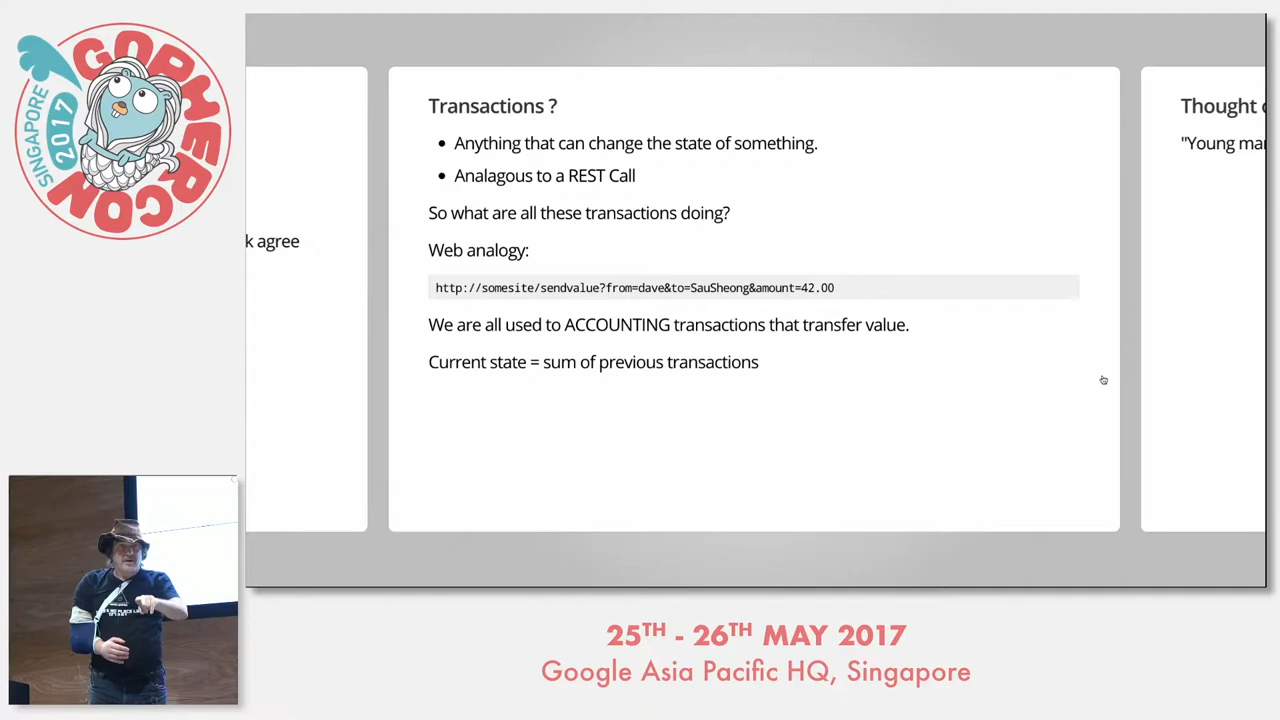 GOPHERCON
SINGAPORE 2017
k agree
Transactions ?
• Anything that can change the state of something.
• Analagous to a REST Call
So what are all these transactions doing?
Web analogy:
http://somesite/sendvalue?from=dave&to=SauSheong&amount=42.00
We are all used to ACCOUNTING transactions that transfer value.
Current state = sum of previous transactions
Thought
"Young mar
25TH - 26TH MAY 2017
Google Asia Pacific HQ, Singapore